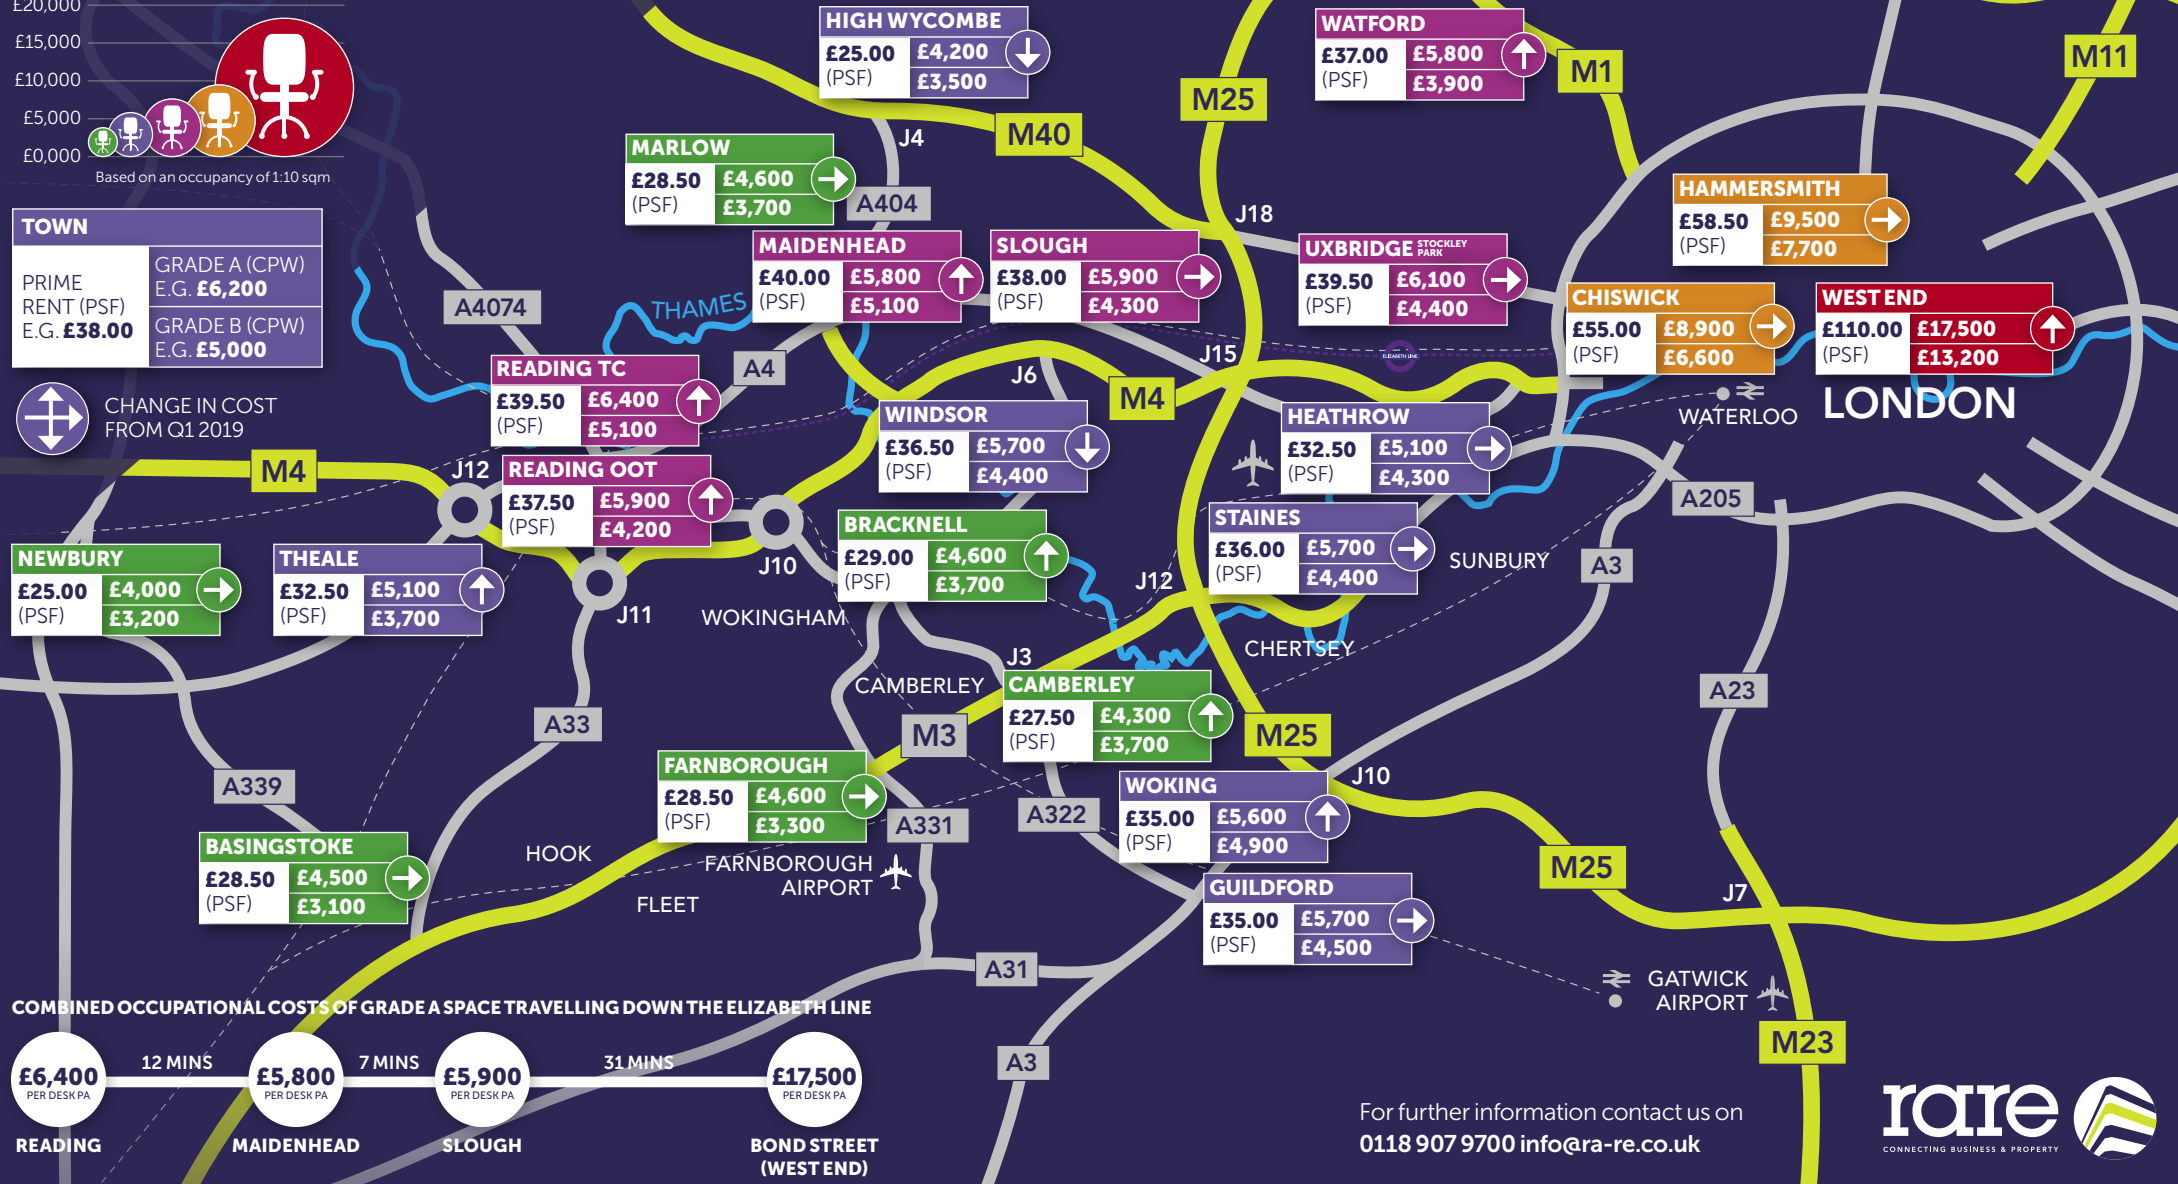 £20,000
£15,000
£10,000
£5,000
£0,000
Based on an occupancy of 1:10 sqm
TOWN
PRIME
RENT (PSF)
E.G. £38.00
GRADE A (CPW)
E.G. £6,200
GRADE B (CPW)
E.G. £5,000
CHANGE IN COST
FROM Q1 2019
HIGH WYCOMBE
£25.00
(PSF)
£4,200
£3,500
WATFORD
£37.00
(PSF)
£5,800
£3,900
M25
M1
M11
J4
M40
MARLOW
£28.50
(PSF)
£4,600
£3,700
A404
J18
HAMMERSMITH
£58.50
(PSF)
£9,500
£7,700
MAIDENHEAD
£40.00
(PSF)
£5,800
£5,100
SLOUGH
£38.00
(PSF)
£5,900
£4,300
UXBRIDGE STOCKLEY
PARK
£39.50
(PSF)
£6,100
£4,400
CHISWICK
£55.00
(PSF)
£8,900
£6,600
WEST END
£110.00
(PSF)
£17,500
£13,200
A4074
THAMES
READING TC
£39.50
(PSF)
£6,400
£5,100
A4
J6
J15
ELIZABETH LINE
M4
WATERLOO
LONDON
WINDSOR
£36.50
(PSF)
£5,700
£4,400
HEATHROW
£32.50
(PSF)
£5,100
£4,300
M4
J12
READING OOT
£37.50
(PSF)
£5,900
£4,200
A205
STAINES
£36.00
(PSF)
£5,700
£4,400
BRACKNELL
£29.00
(PSF)
£4,600
£3,700
NEWBURY
£25.00
(PSF)
£4,000
£3,200
THEALE
£32.50
(PSF)
£5,100
£3,700
J10
J12
SUNBURY
A3
J11
WOKINGHAM
CHERTSEY
J3
CAMBERLEY
CAMBERLEY
£27.50
(PSF)
£4,300
£3,700
A23
A33
M3
M25
FARNBOROUGH
£28.50
(PSF)
£4,600
£3,300
A339
WOKING
£35.00
(PSF)
£5,600
£4,900
J10
A322
A331
BASINGSTOKE
£28.50
(PSF)
£4,500
£3,100
HOOK
FARNBOROUGH
AIRPORT
FLEET
M25
GUILDFORD
£35.00
(PSF)
£5,700
£4,500
J7
A31
GATWICK
AIRPORT
M23
A3
COMBINED OCCUPATIONAL COSTS OF GRADE A SPACE TRAVELLING DOWN THE ELIZABETH LINE
£6,400
PER DESK PA
READING
12 MINS
£5,800
PER DESK PA
MAIDENHEAD
7 MINS
£5,900
PER DESK PA
SLOUGH
31 MINS
£17,500
PER DESK PA
BOND STREET
(WEST END)
For further information contact us on
0118 907 9700 info@ra-re.co.uk
rare
CONNECTING BUSINESS & PROPERTY